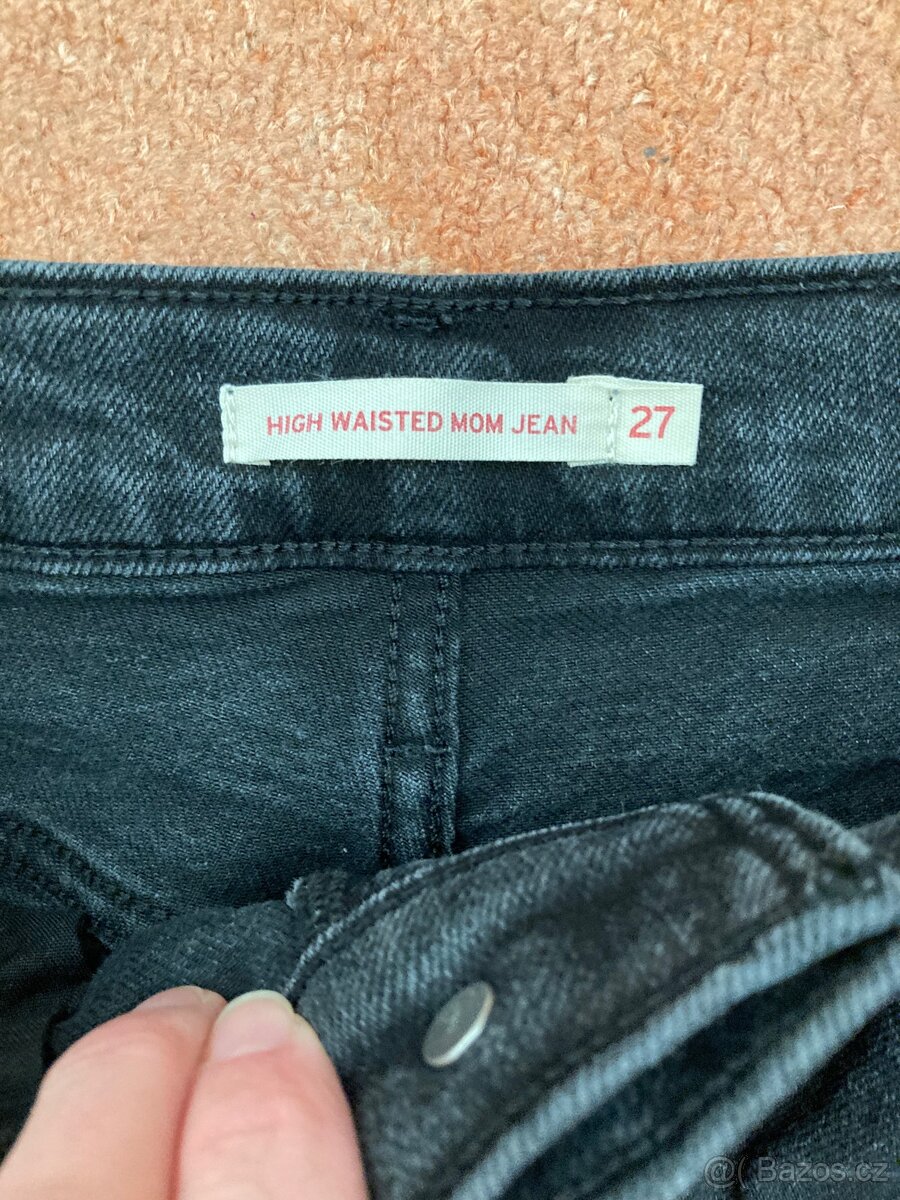 HIGH WAISTED MOM JEAN 27
@( Bazos.cz